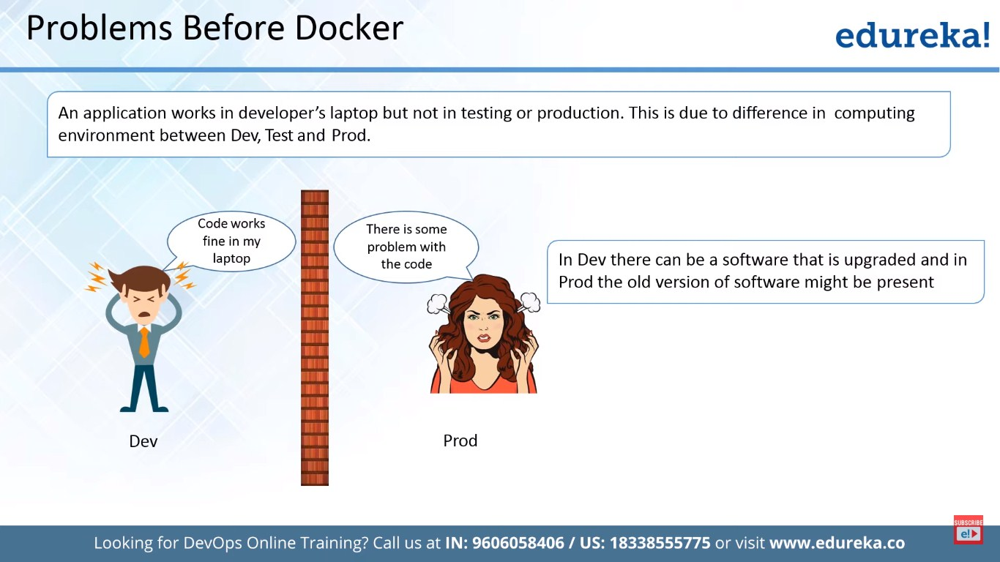 Problems Before Docker
edureka!
An application works in developer’s laptop but not in testing or production. This is due to difference in computing
environment between Dev, Test and Prod.
Code works
fine in my
laptop
There is some
problem with
the code
In Dev there can be a software that is upgraded and in
Prod the old version of software might be present
Dev
Prod
SUBSCRIBE
e!
Looking for DevOps Online Training? Call us at IN: 9606058406 / US: 18338555775 or visit www.edureka.co